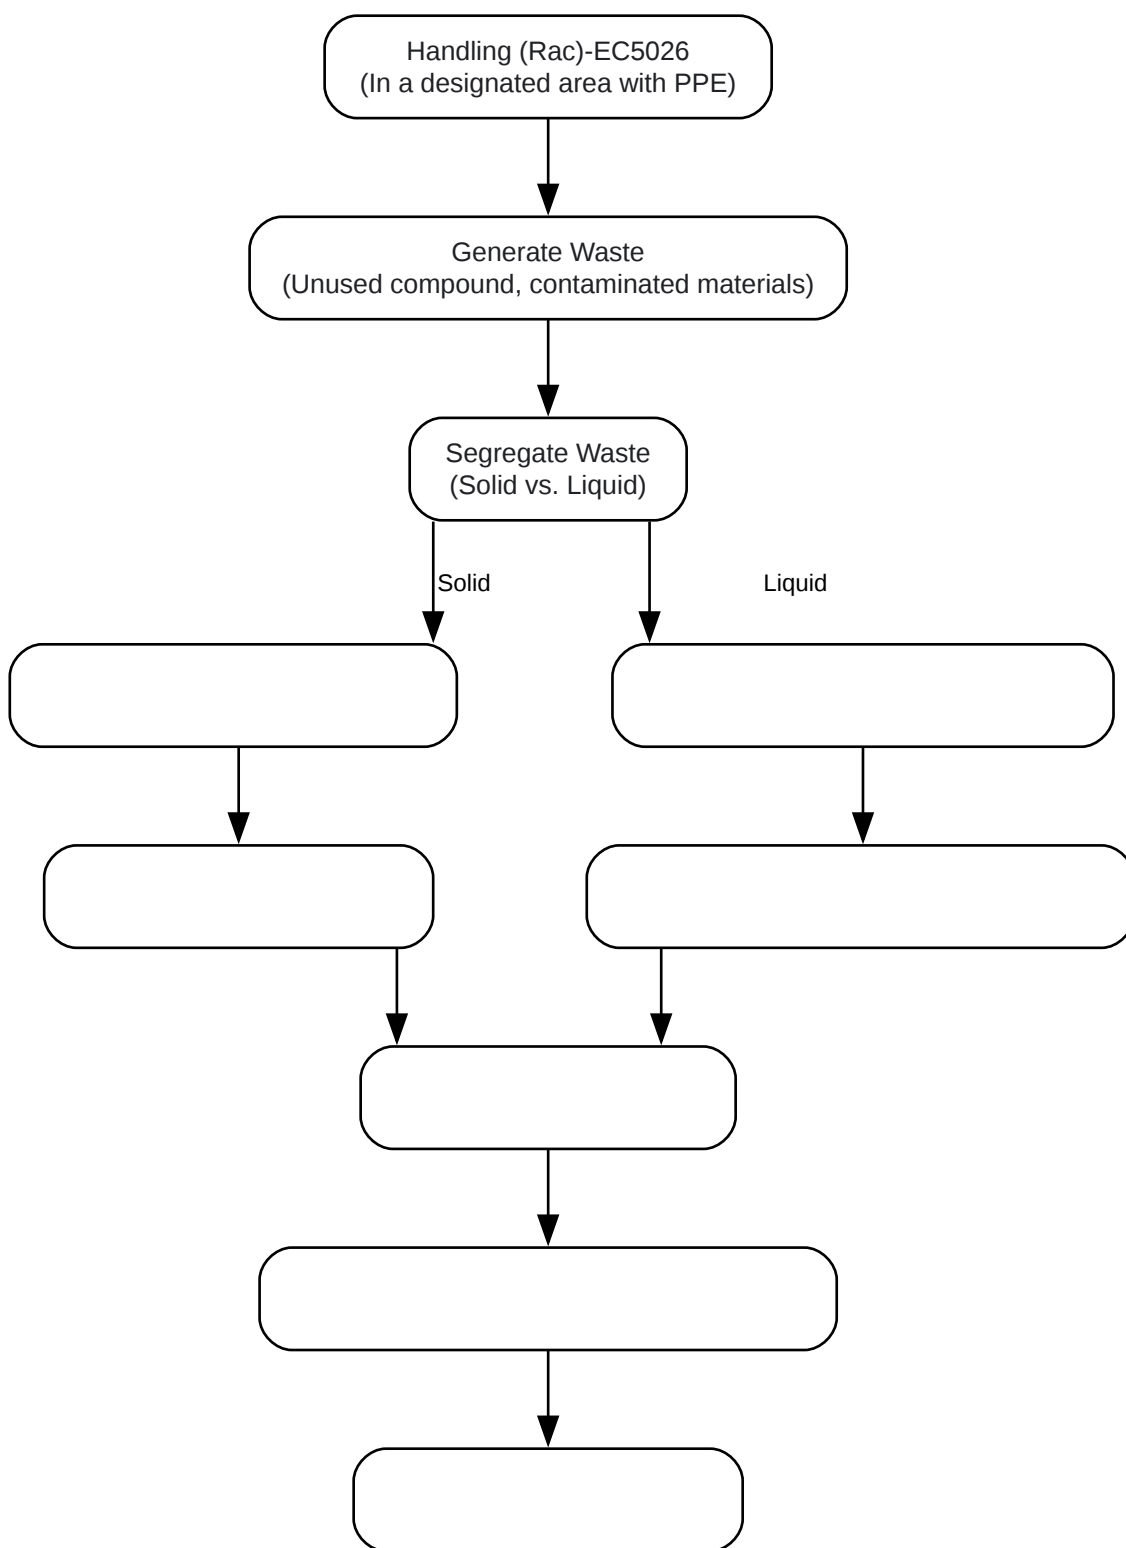 Handling (Rac)-EC5026
(In a designated area with PPE)
Generate Waste
(Unused compound, contaminated materials)
Segregate Waste
(Solid vs. Liquid)
Solid
Liquid